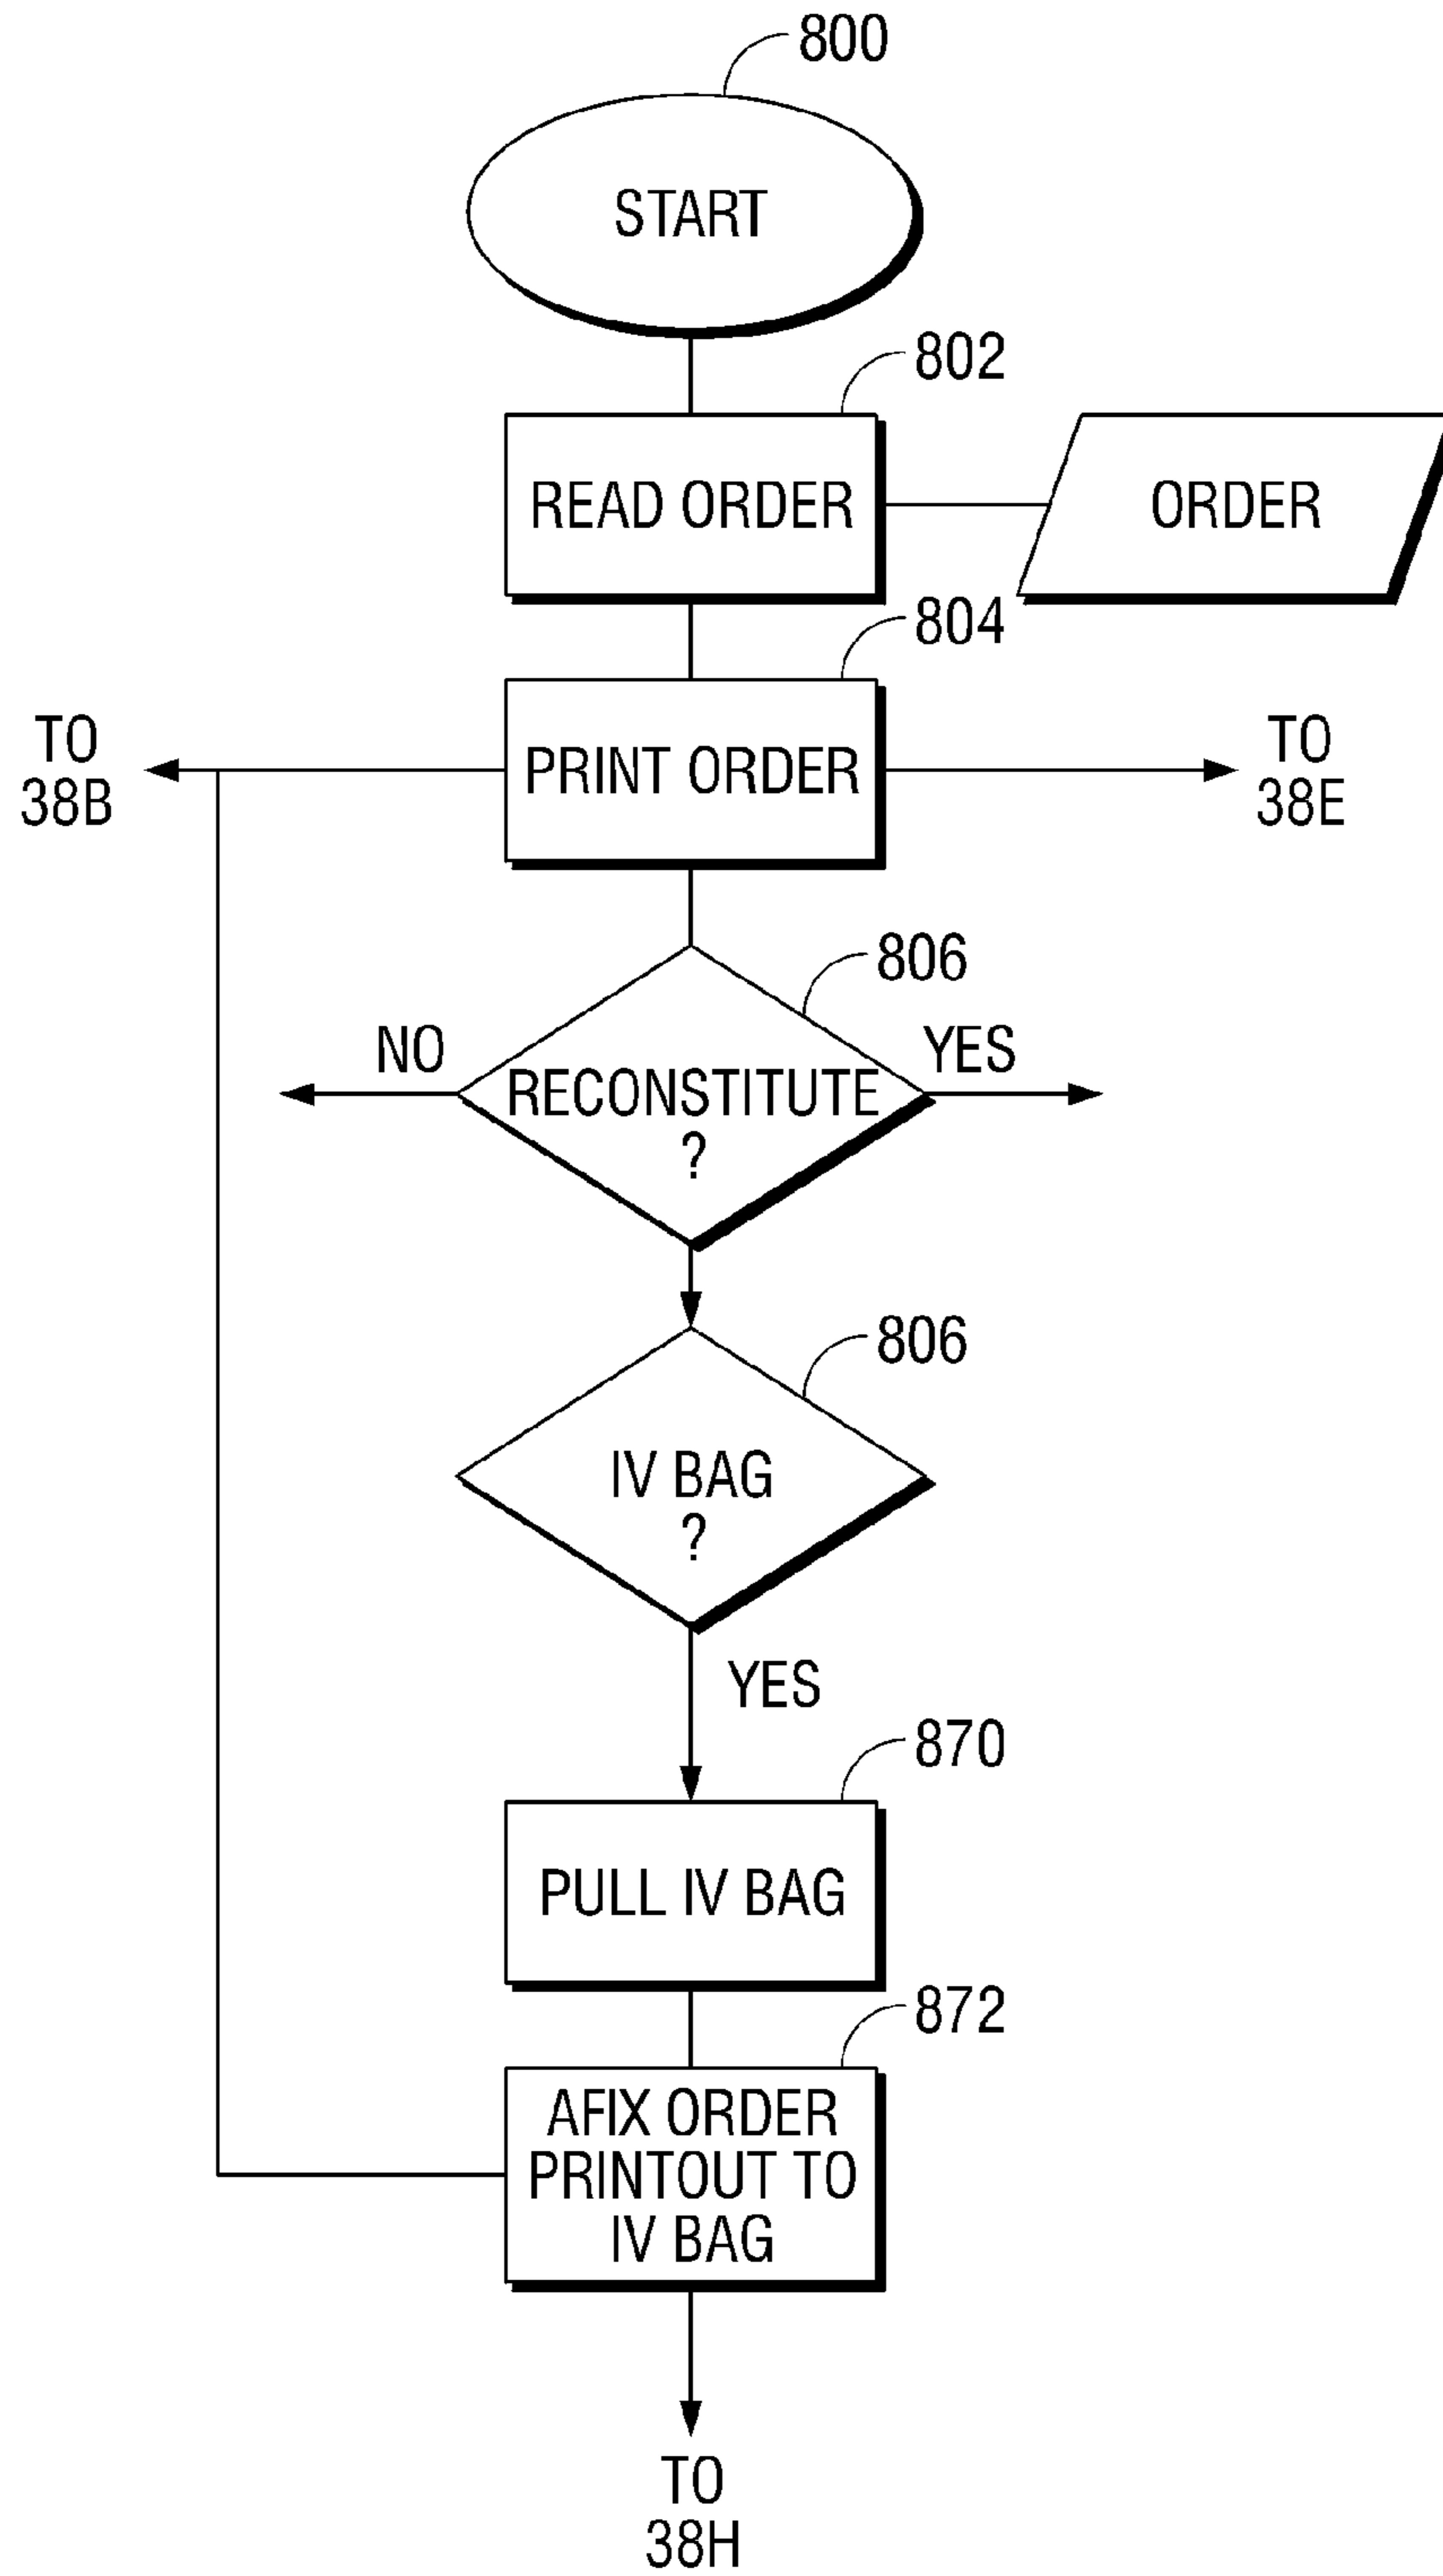 800
START
802
READ ORDER
ORDER
804
TO
38B
PRINT ORDER
TO
38E
806
NO
YES
RECONSTITUTE
?
806
IV BAG
?
YES
870
PULL IV BAG
872
AFIX ORDER
PRINTOUT TO
IV BAG
TO
38H